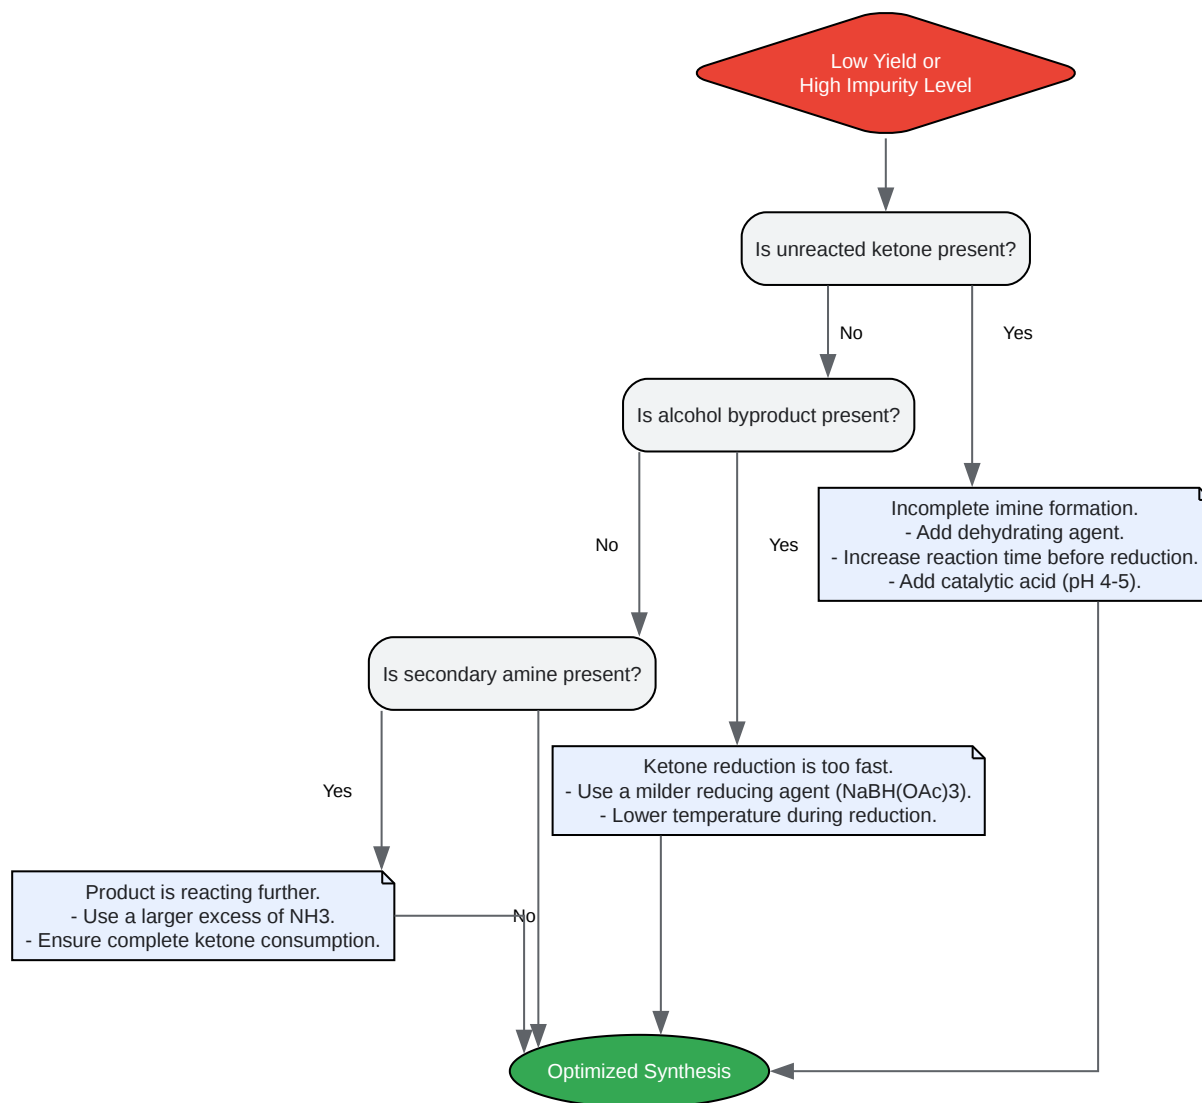 Low Yield or
High Impurity Level
Is unreacted ketone present?
No
Yes
Is alcohol byproduct present?
Incomplete imine formation.
- Add dehydrating agent.
- Increase reaction time before reduction.
- Add catalytic acid (pH 4-5).
No
Yes
Is secondary amine present?
Ketone reduction is too fast.
- Use a milder reducing agent (NaBH(OAc)3).
- Lower temperature during reduction.
Yes
Product is reacting further.
- Use a larger excess of NH3.
- Ensure complete ketone consumption.
No
Optimized Synthesis